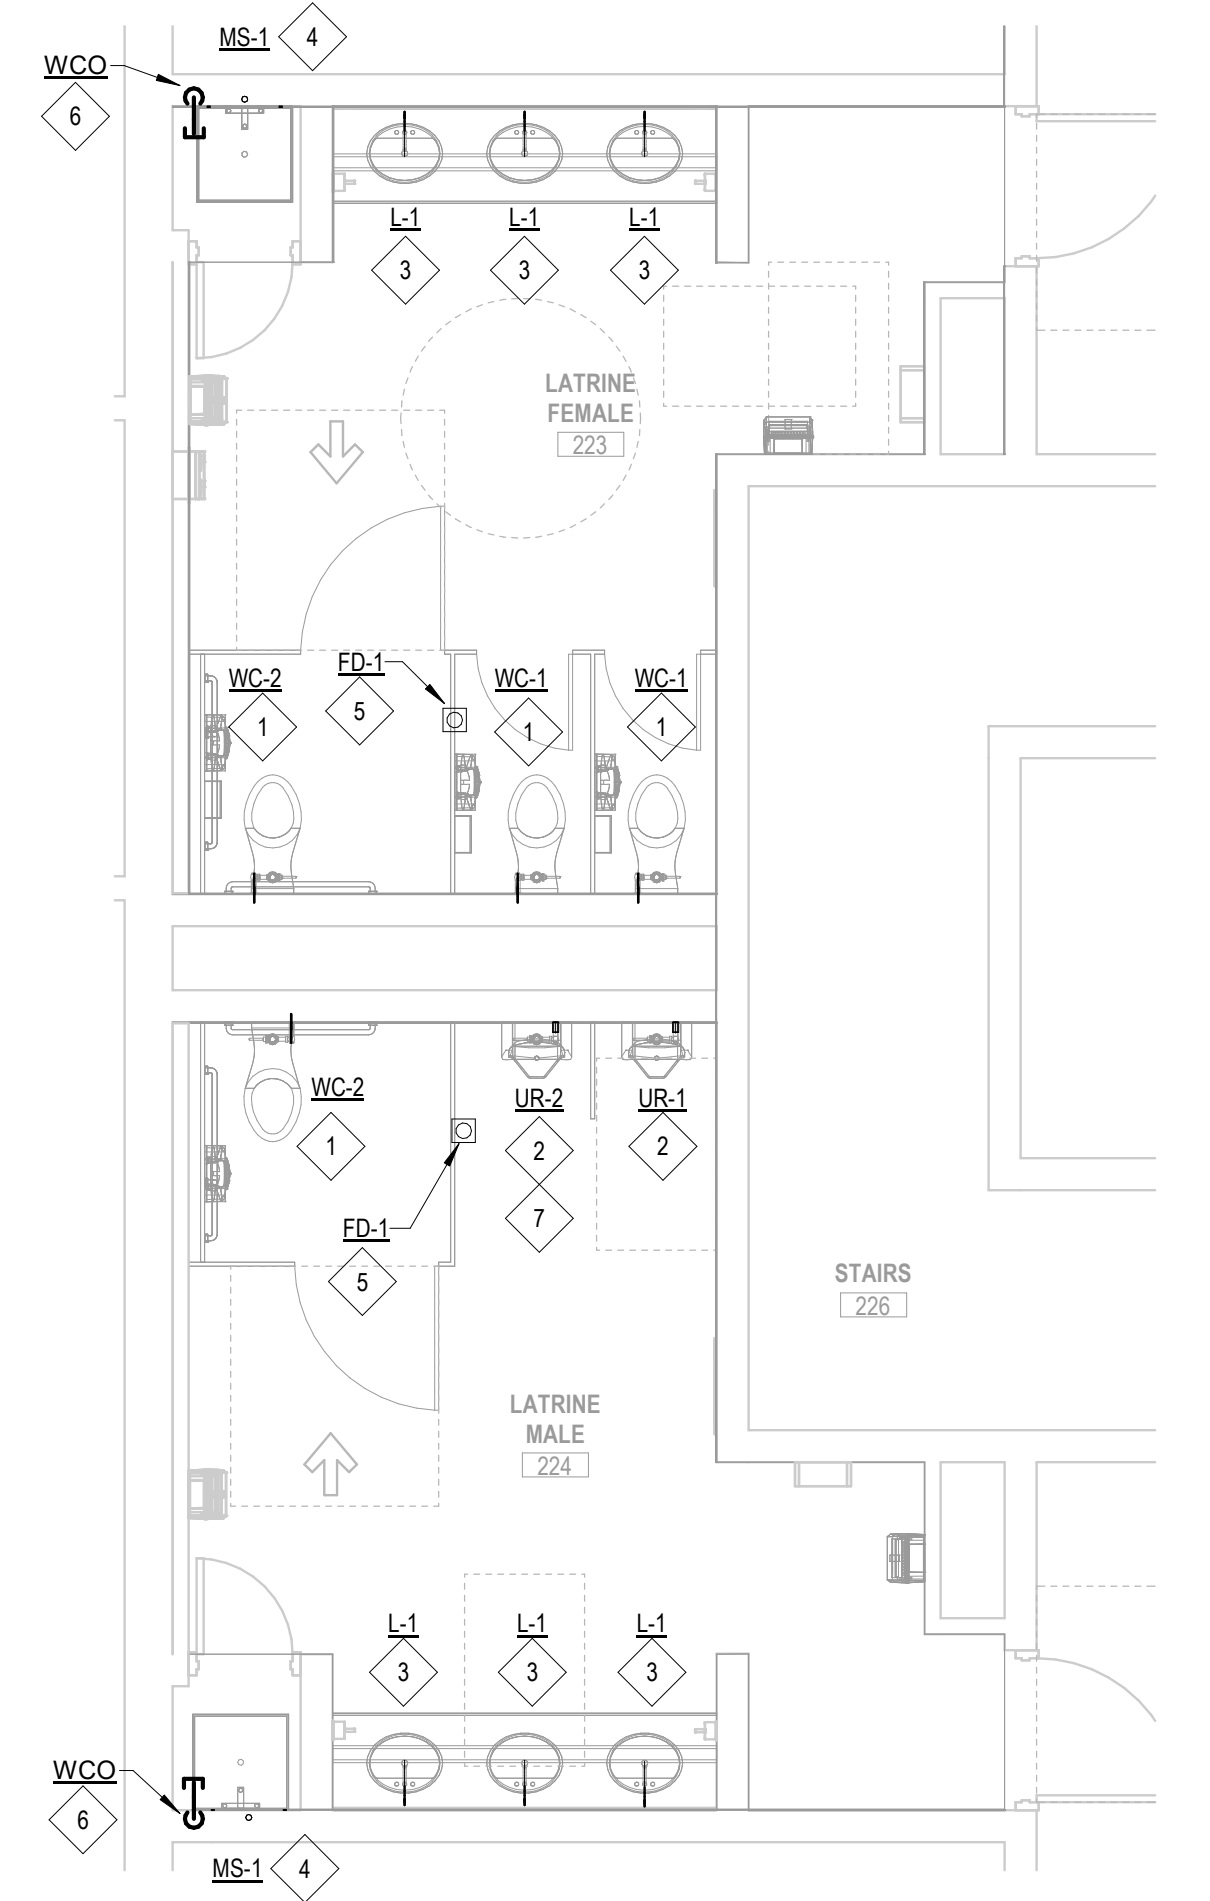 MS-1 4
WCO
6
L-1 L-1 L-1
3 3 3
LATRINE
FEMALE
223
WC-2 FD-1 WC-1 WC-1
1 5 1 1
WC-2 UR-2 UR-1
1 2 2
7
FD-1
5
STAIRS
226
LATRINE
MALE
224
L-1 L-1 L-1
3 3 3
WCO
6
MS-1 4